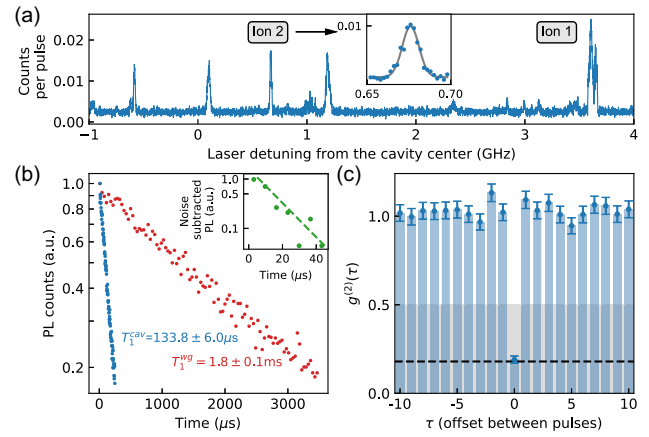 (a)
Counts
per pulse
0.025
0.00
Ion 2
0.01
0.65
0.70
Ion 1
-1
0
1
2
3
4
Laser detuning from the cavity center (GHz)
(b)
PL counts (a.u.)
1.0
0.8
0.6
0.4
0.2
Noise
subtracted
PL (a.u.)
1.0
0.5
0.1
0
20
40
Time (μs)
T₁ᶜᵃᵛ=133.8 ± 6.0μs
T₁ʷᵍ = 1.8 ± 0.1ms
0
1000
2000
3000
Time (μs)
(c)
g⁽²⁾(τ)
1.0
0.5
0.0
-10
-5
0
5
10
τ (offset between pulses)